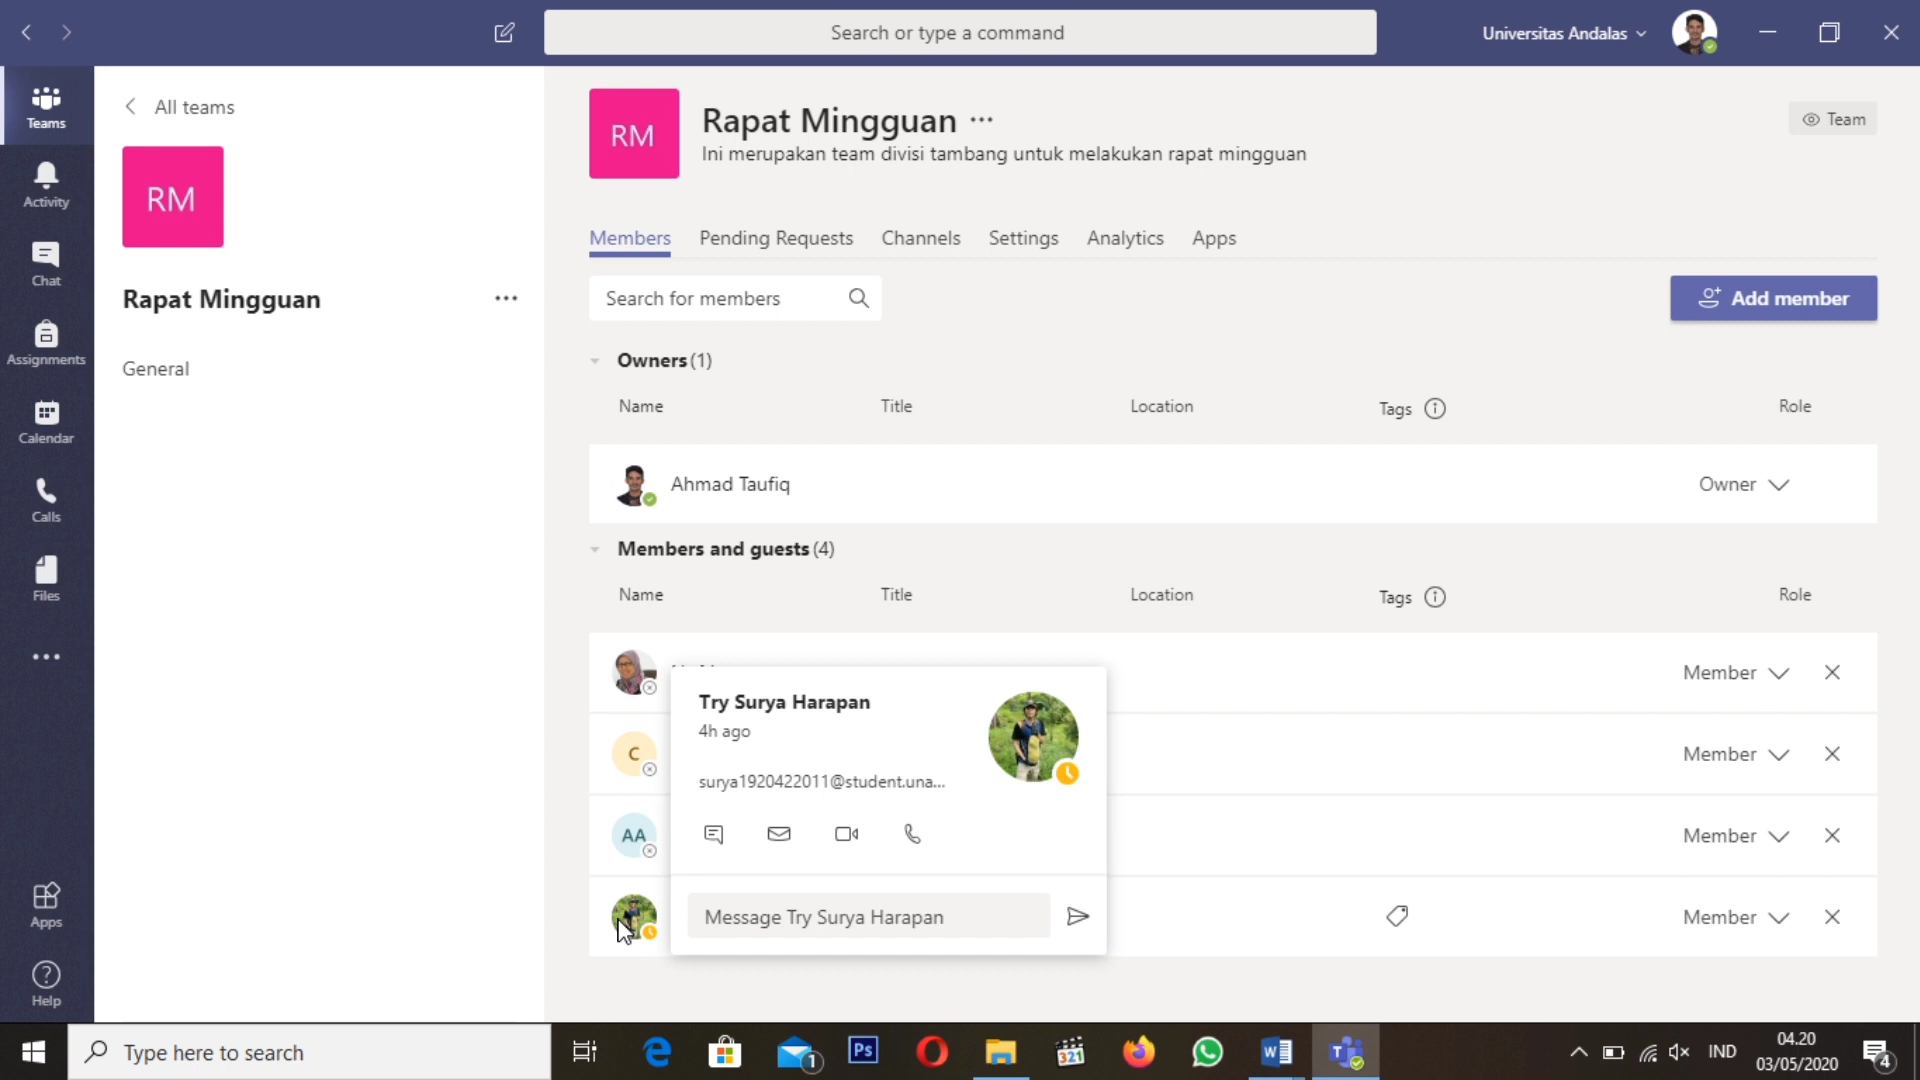 Search or type a command
Universitas Andalas
Teams
Activity
Chat
Assignments
Calendar
Calls
Files
Apps
Help
All teams
RM
Rapat Mingguan
General
RM
Rapat Mingguan
Ini merupakan team divisi tambang untuk melakukan rapat mingguan
Team
Members Pending Requests Channels Settings Analytics Apps
Search for members
Add member
Owners (1)
Name Title Location Tags Role
Ahmad Taufiq Owner
Members and guests (4)
Name Title Location Tags Role
Member
C Member
AA Member
Member
Try Surya Harapan
4h ago
surya1920422011@student.una...
Message Try Surya Harapan
Type here to search
1
Ps
321
W
T
IND
04.20
03/05/2020
4